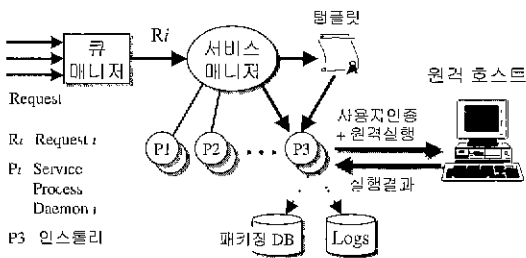 템플릿
큐
매니저
Ri
서비스
매니저
원격 호스트
Request
사용자인증
+ 원격실행
Ri Request i
P1
P2
P3
Pi Service
Process
Daemon i
실행결과
P3 인스톨러
패키징 DB
Logs